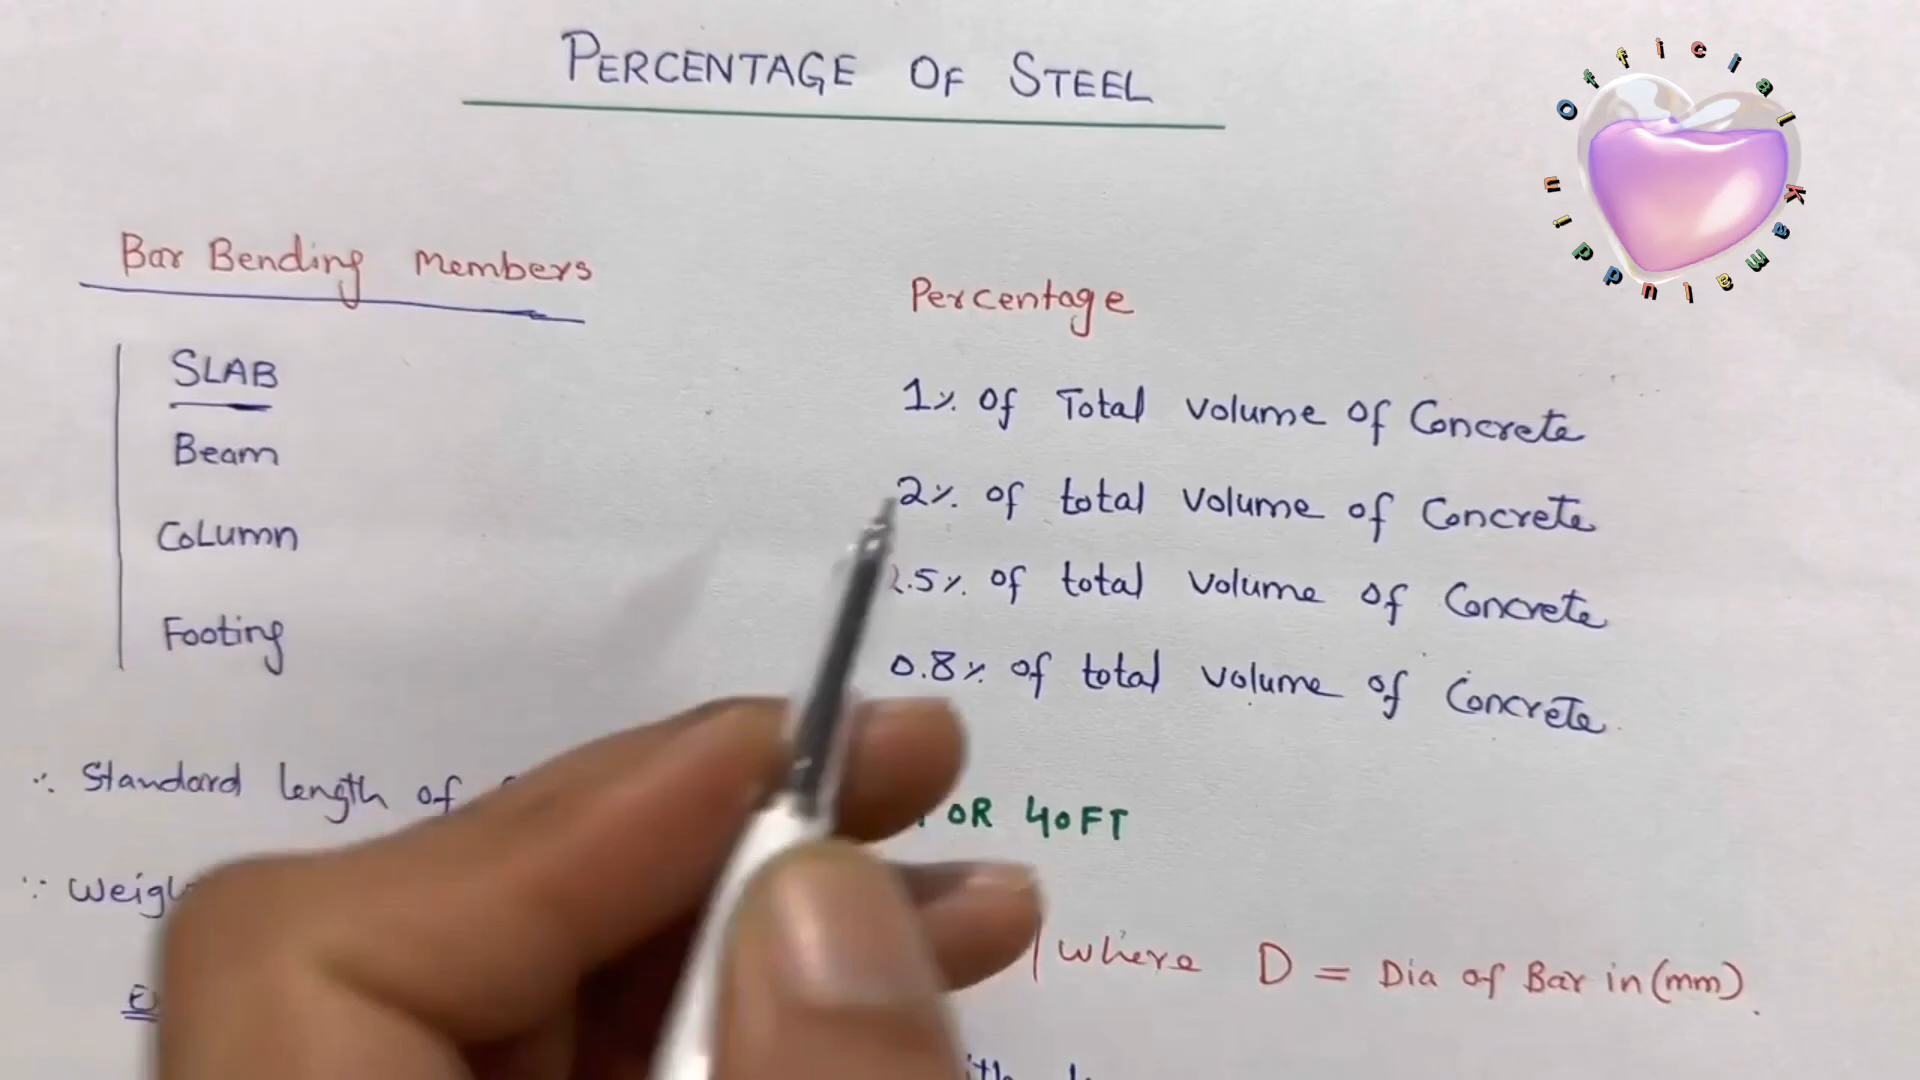 PERCENTAGE OF STEEL
Official Kamaluddin
Bar Bending Members
Percentage
SLAB
1% Of Total Volume Of Concrete
Beam
2% of total Volume of Concrete
Column
.5% of total Volume of Concrete
Footing
0.8% of total Volume of Concrete
∴ Standard length of
OR 40FT
∵
where D = Dia of Bar in (mm).